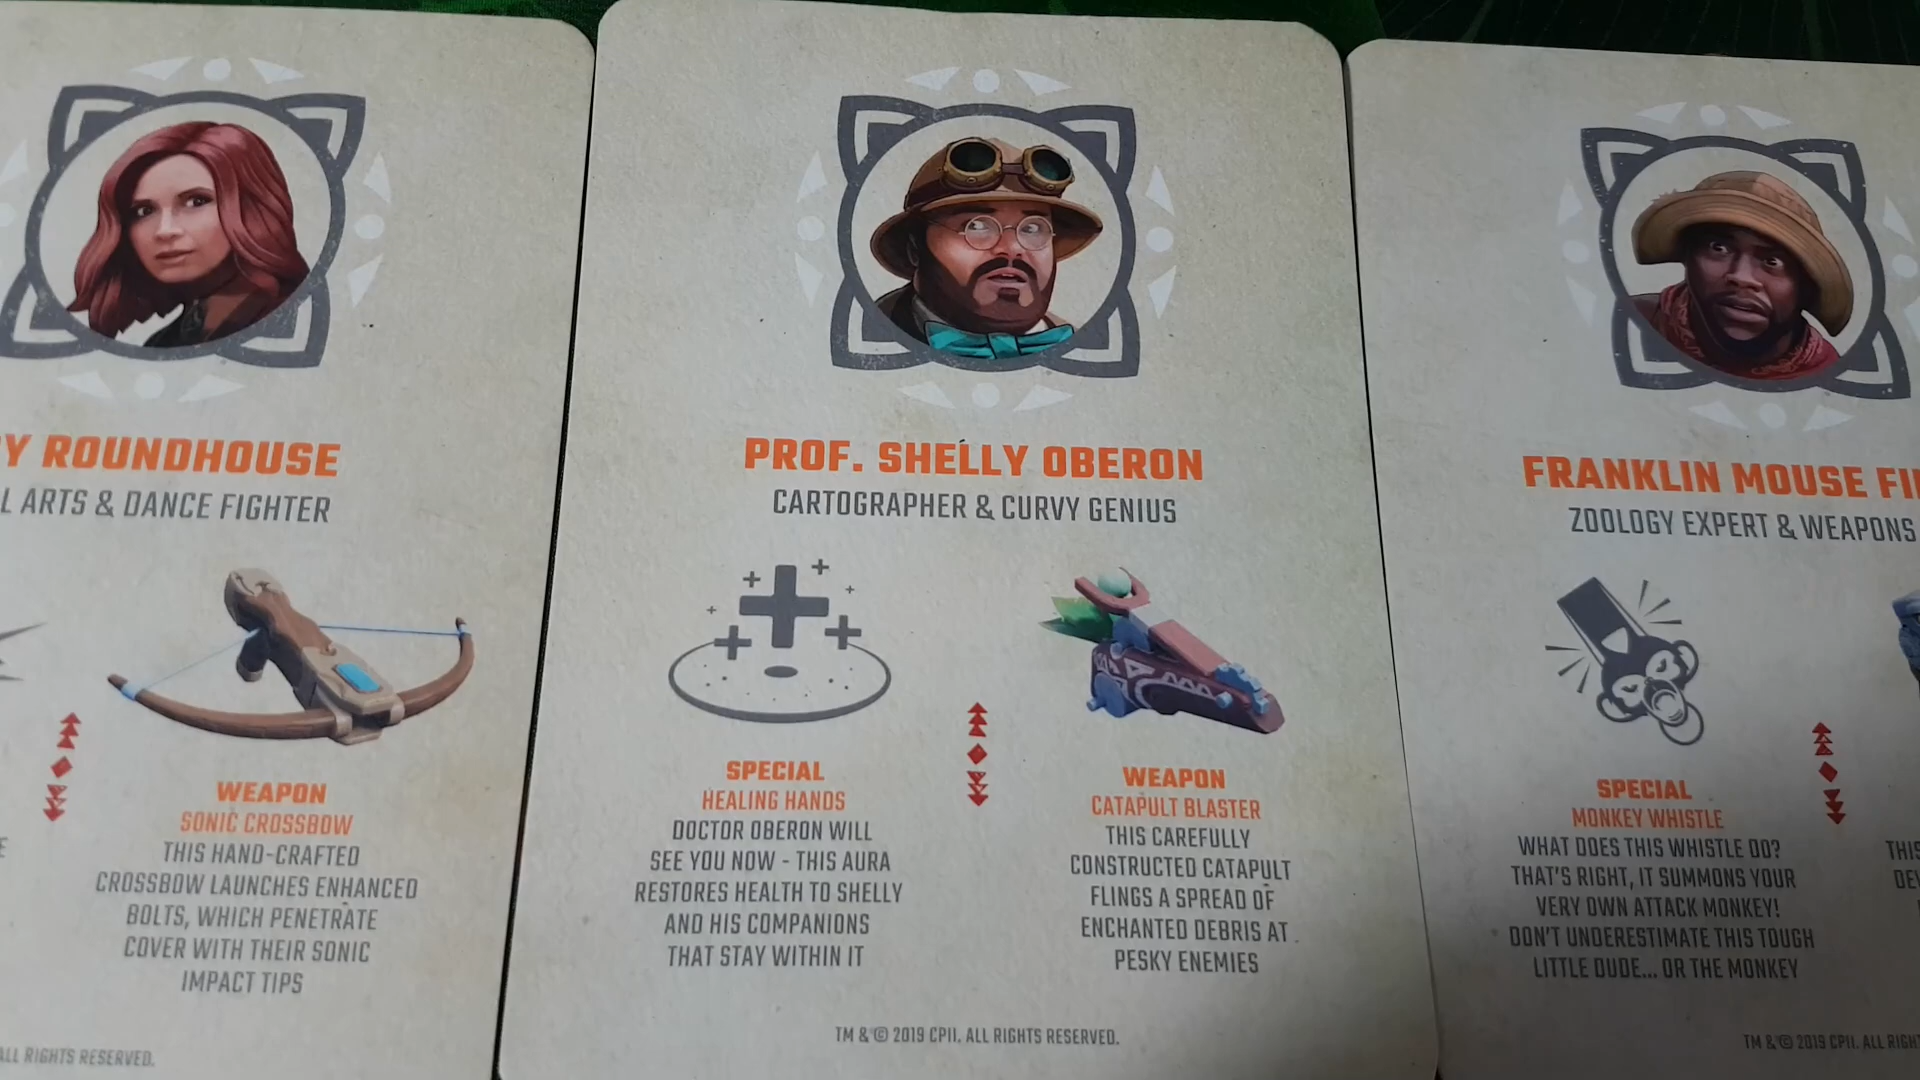 Y ROUNDHOUSE
L ARTS & DANCE FIGHTER
WEAPON
SONIC CROSSBOW
THIS HAND-CRAFTED
CROSSBOW LAUNCHES ENHANCED
BOLTS, WHICH PENETRATE
COVER WITH THEIR SONIC
IMPACT TIPS
ALL RIGHTS RESERVED.
PROF. SHELLY OBERON
CARTOGRAPHER & CURVY GENIUS
SPECIAL
HEALING HANDS
DOCTOR OBERON WILL
SEE YOU NOW - THIS AURA
RESTORES HEALTH TO SHELLY
AND HIS COMPANIONS
THAT STAY WITHIN IT
WEAPON
CATAPULT BLASTER
THIS CAREFULLY
CONSTRUCTED CATAPULT
FLINGS A SPREAD OF
ENCHANTED DEBRIS AT
PESKY ENEMIES
TM & © 2019 CPII. ALL RIGHTS RESERVED.
FRANKLIN MOUSE FI
ZOOLOGY EXPERT & WEAPONS
SPECIAL
MONKEY WHISTLE
WHAT DOES THIS WHISTLE DO?
THAT'S RIGHT, IT SUMMONS YOUR
VERY OWN ATTACK MONKEY!
DON'T UNDERESTIMATE THIS TOUGH
LITTLE DUDE... OR THE MONKEY
THIS
TM & © 2019 CPII. ALL RIGH